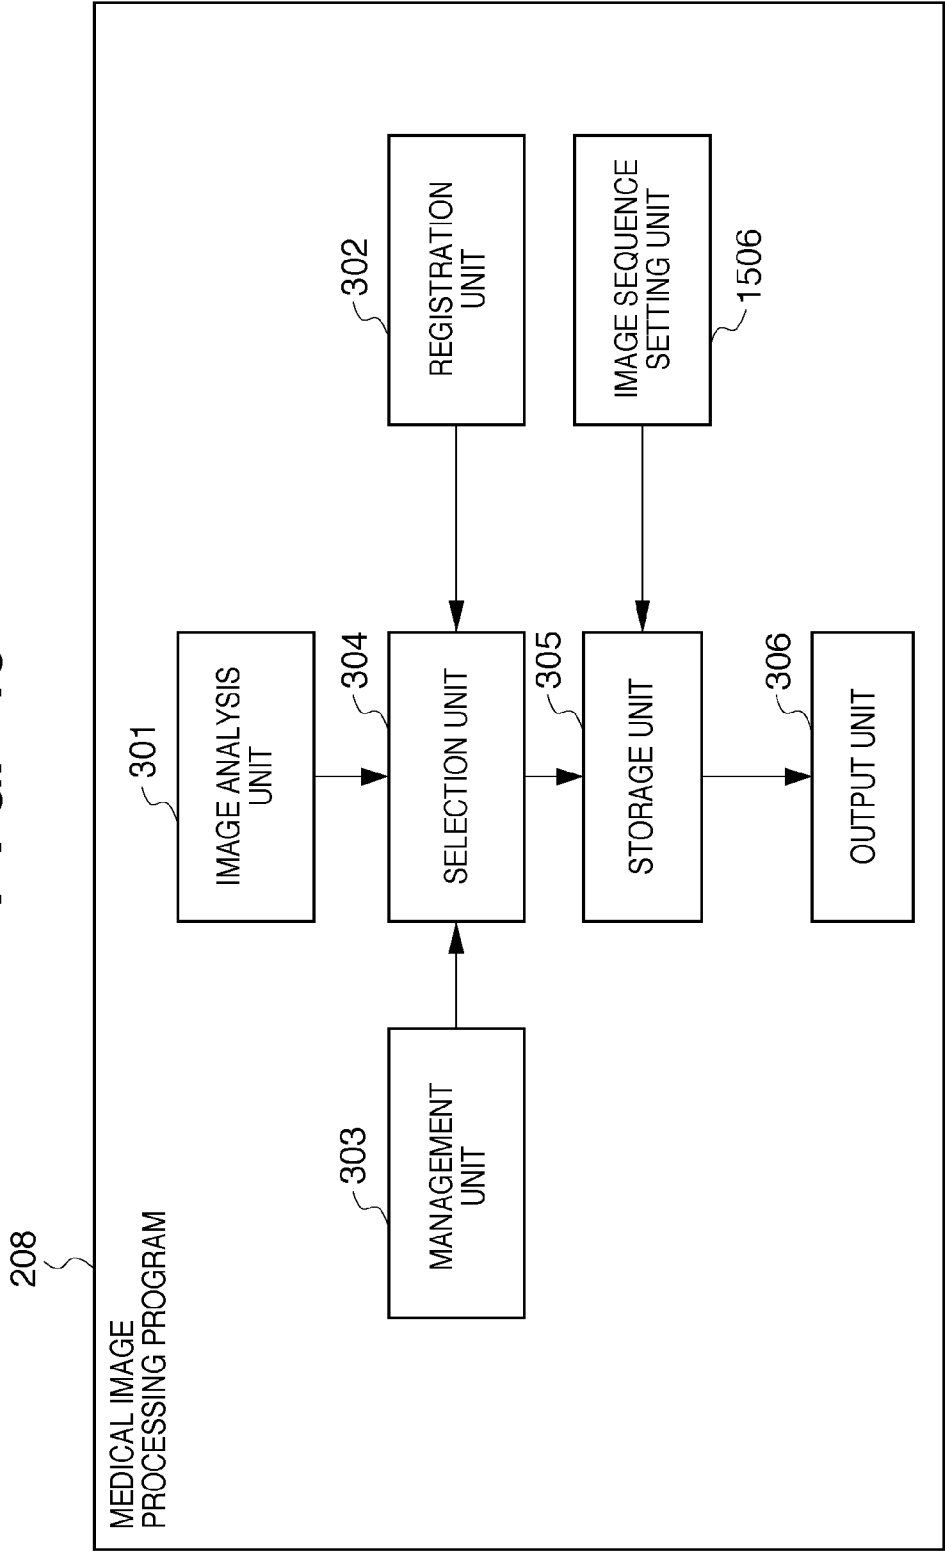 208
MEDICAL IMAGE
PROCESSING PROGRAM
301
IMAGE ANALYSIS
UNIT
303
MANAGEMENT
UNIT
304
SELECTION UNIT
302
REGISTRATION
UNIT
305
STORAGE UNIT
IMAGE SEQUENCE
SETTING UNIT
1506
306
OUTPUT UNIT